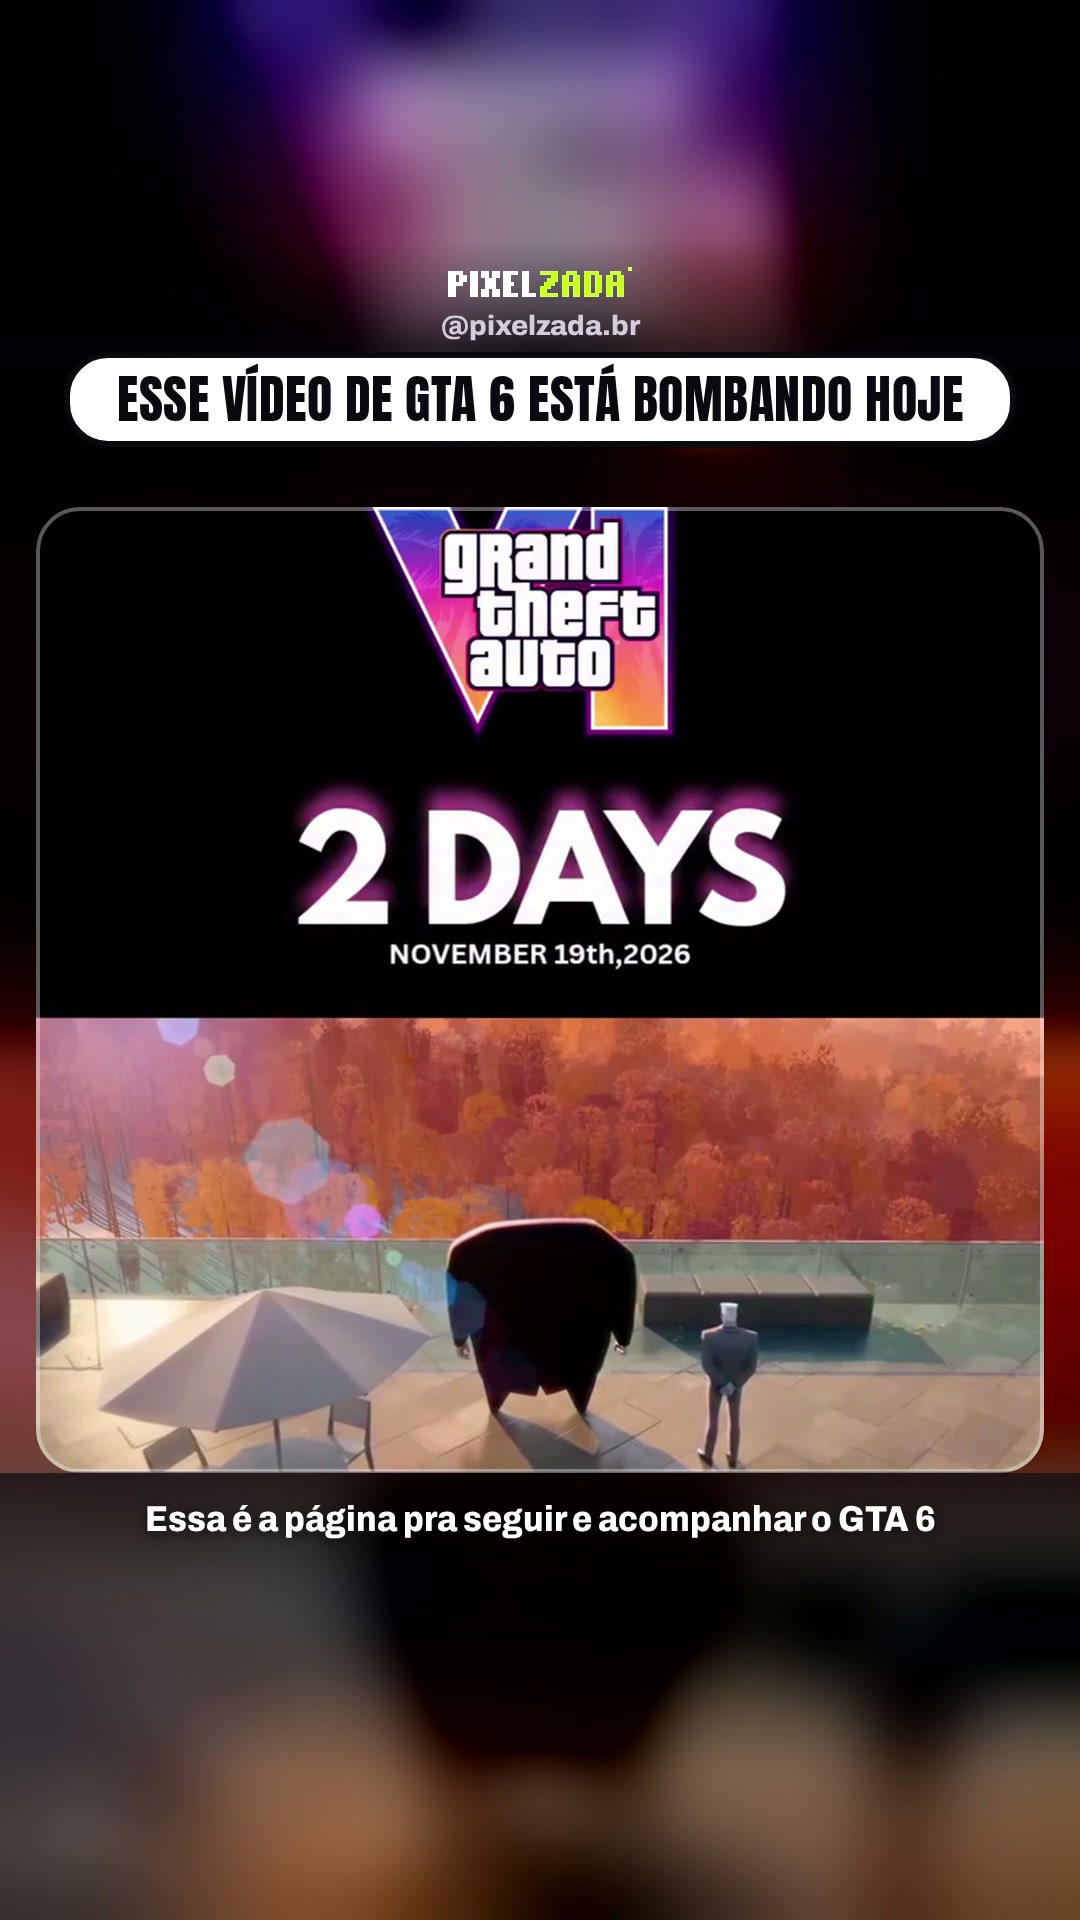 PIXELZADA
@pixelzada.br
ESSE VÍDEO DE GTA 6 ESTÁ BOMBANDO HOJE
VI
grand
theft
auto
2 DAYS
NOVEMBER 19th,2026
Essa é a página pra seguir e acompanhar o GTA 6